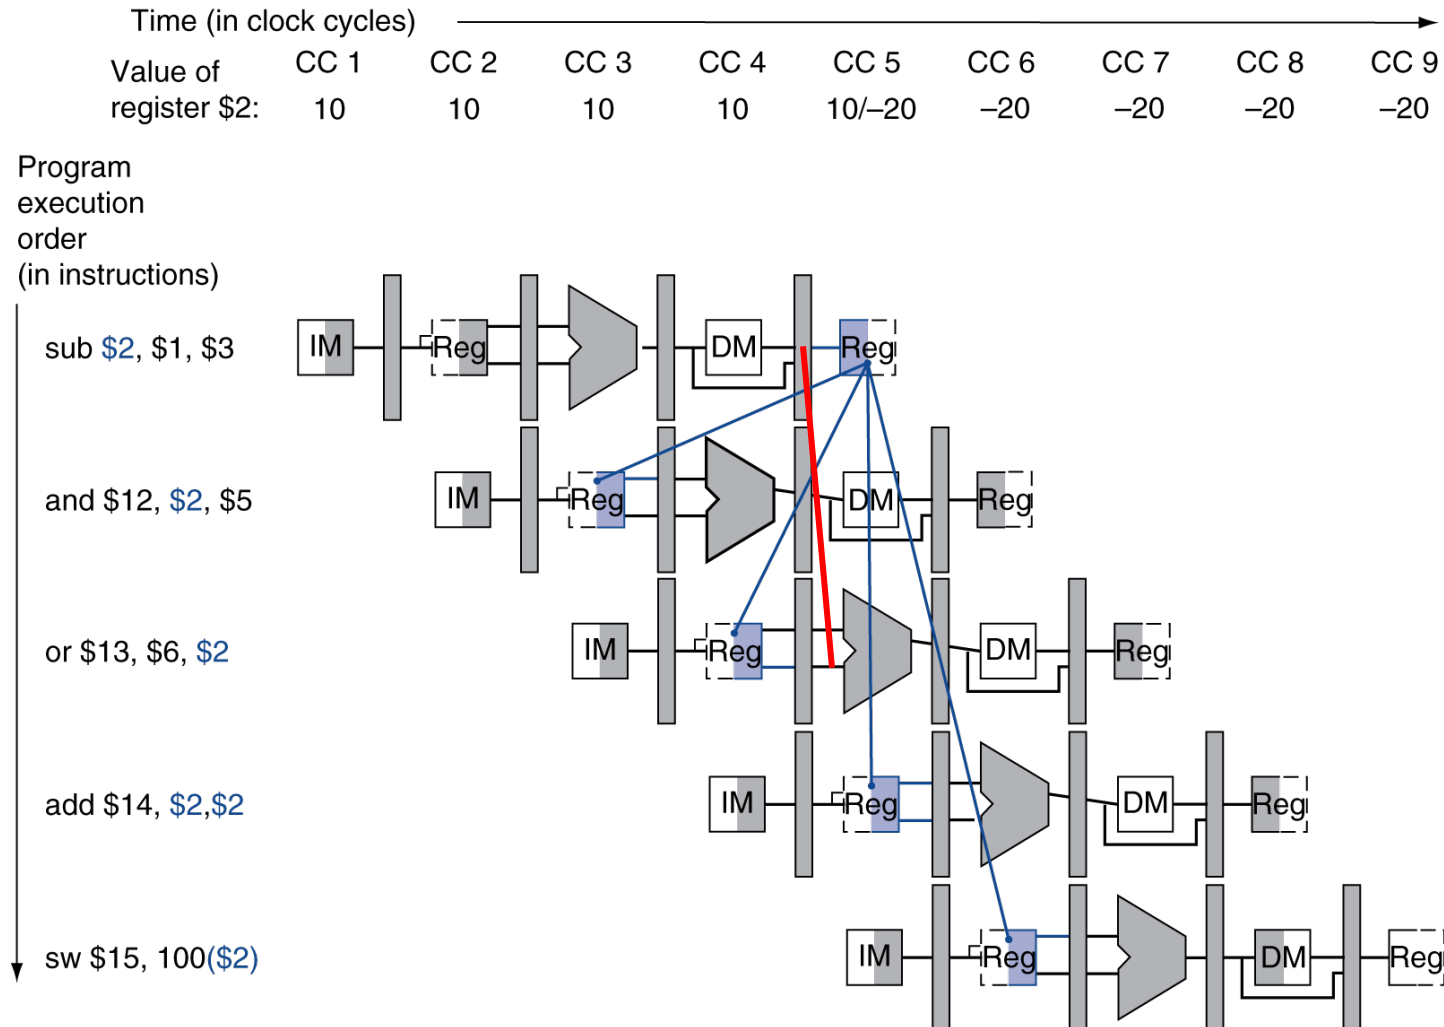 Time (in clock cycles)
Value of register $2:
CC 1 CC 2 CC 3 CC 4 CC 5 CC 6 CC 7 CC 8 CC 9
10 10 10 10 10/–20 –20 –20 –20 –20
Program
execution
order
(in instructions)
sub $2, $1, $3
IM Reg DM Reg
and $12, $2, $5
IM Reg DM Reg
or $13, $6, $2
IM Reg DM Reg
add $14, $2,$2
IM Reg DM Reg
sw $15, 100($2)
IM Reg DM Reg